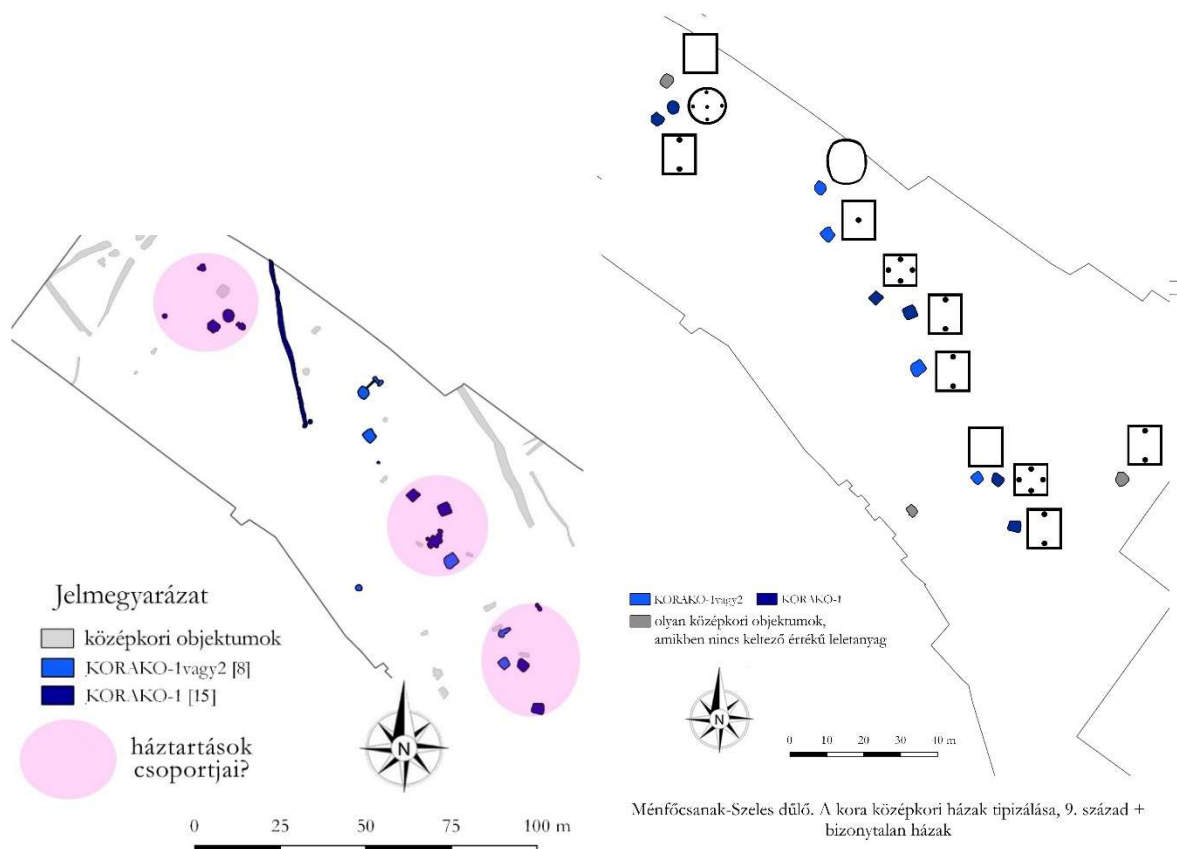 Jelmegyarázat
középkori objektumok
KORAKO-1vagy2 [8]
KORAKO-1 [15]
háztartások
csoportjai?
N
0 25 50 75 100 m
KORAKO-1vagy2 KORAKO-1
olyan középkori objektumok,
amikben nincs keltező értékű leletanyag
N
0 10 20 30 40 m
Ménfőcsanak-Szeles dűlő. A kora középkori házak tipizálása, 9. század +
bizonytalan házak